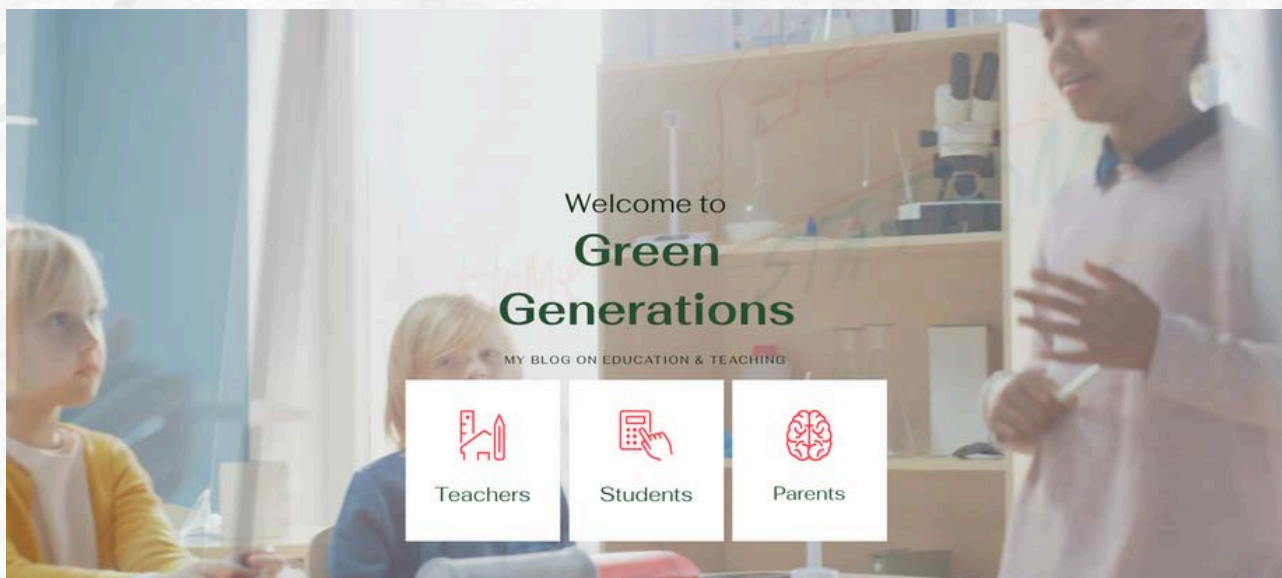 Welcome to
Green
Generations
MY BLOG ON EDUCATION & TEACHING
Teachers
Students
Parents